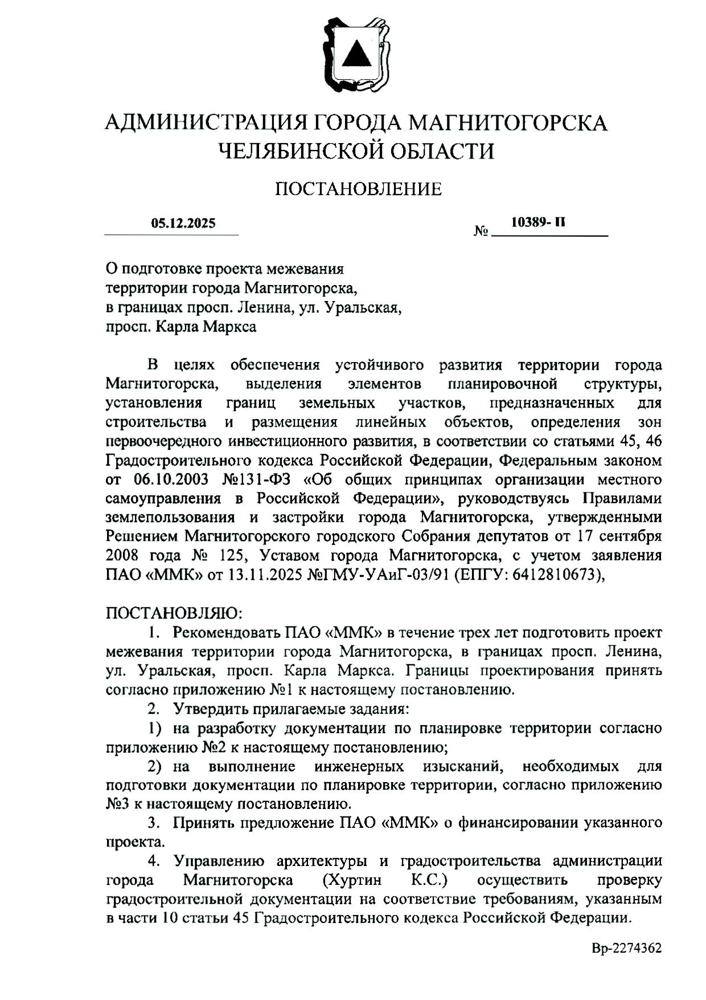 АДМИНИСТРАЦИЯ ГОРОДА МАГНИТОГОРСКА
ЧЕЛЯБИНСКОЙ ОБЛАСТИ
ПОСТАНОВЛЕНИЕ
05.12.2025 № 10389- П
О подготовке проекта межевания
территории города Магнитогорска,
в границах просп. Ленина, ул. Уральская,
просп. Карла Маркса
В целях обеспечения устойчивого развития территории города
Магнитогорска, выделения элементов планировочной структуры,
установления границ земельных участков, предназначенных для
строительства и размещения линейных объектов, определения зон
первоочередного инвестиционного развития, в соответствии со статьями 45, 46
Градостроительного кодекса Российской Федерации, Федеральным законом
от 06.10.2003 №131-ФЗ «Об общих принципах организации местного
самоуправления в Российской Федерации», руководствуясь Правилами
землепользования и застройки города Магнитогорска, утвержденными
Решением Магнитогорского городского Собрания депутатов от 17 сентября
2008 года № 125, Уставом города Магнитогорска, с учетом заявления
ПАО «ММК» от 13.11.2025 №ГМУ-УАиГ-03/91 (ЕПГУ: 6412810673),
ПОСТАНОВЛЯЮ:
1. Рекомендовать ПАО «ММК» в течение трех лет подготовить проект
межевания территории города Магнитогорска, в границах просп. Ленина,
ул. Уральская, просп. Карла Маркса. Границы проектирования принять
согласно приложению №1 к настоящему постановлению.
2. Утвердить прилагаемые задания:
1) на разработку документации по планировке территории согласно
приложению №2 к настоящему постановлению;
2) на выполнение инженерных изысканий, необходимых для
подготовки документации по планировке территории, согласно приложению
№3 к настоящему постановлению.
3. Принять предложение ПАО «ММК» о финансировании указанного
проекта.
4. Управлению архитектуры и градостроительства администрации
города Магнитогорска (Хуртин К.С.) осуществить проверку
градостроительной документации на соответствие требованиям, указанным
в части 10 статьи 45 Градостроительного кодекса Российской Федерации.
Вр-2274362